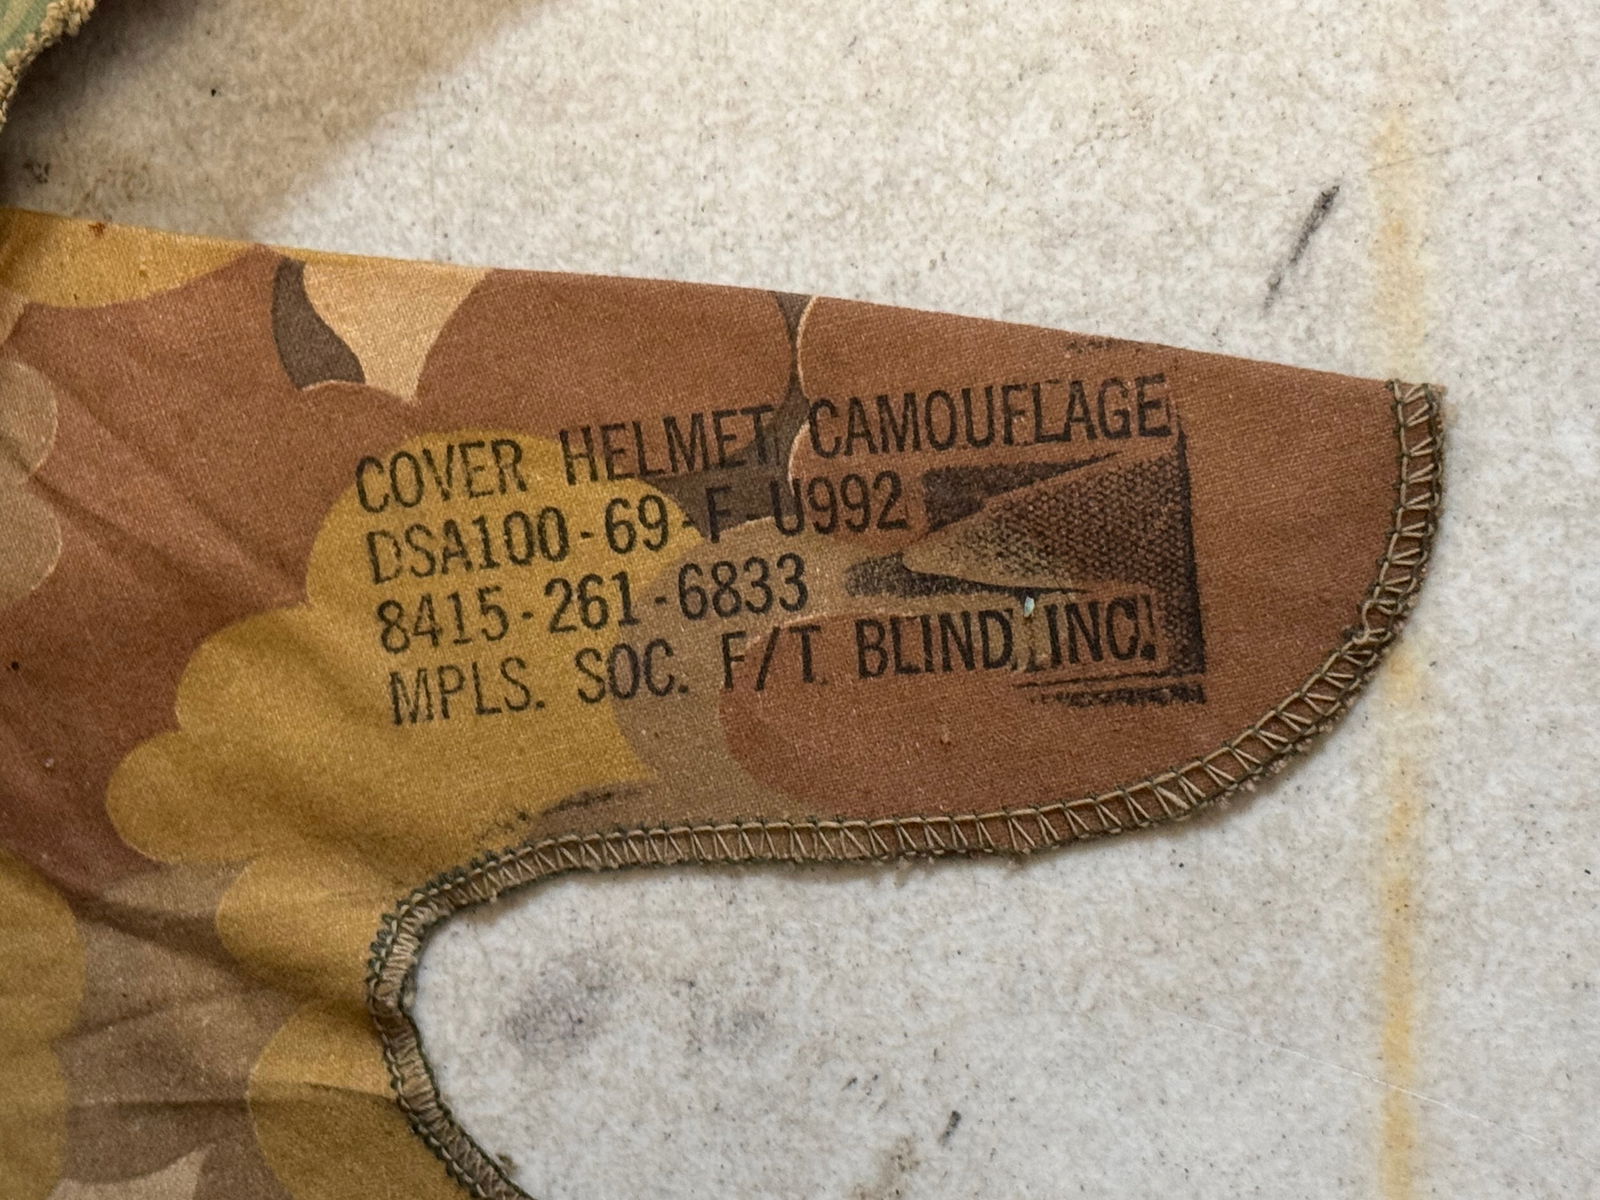 COVER HELMET CAMOUFLAGE
DSA100-69-F-U992
8415-261-6833
MPLS. SOC. F/T BLIND, INC.